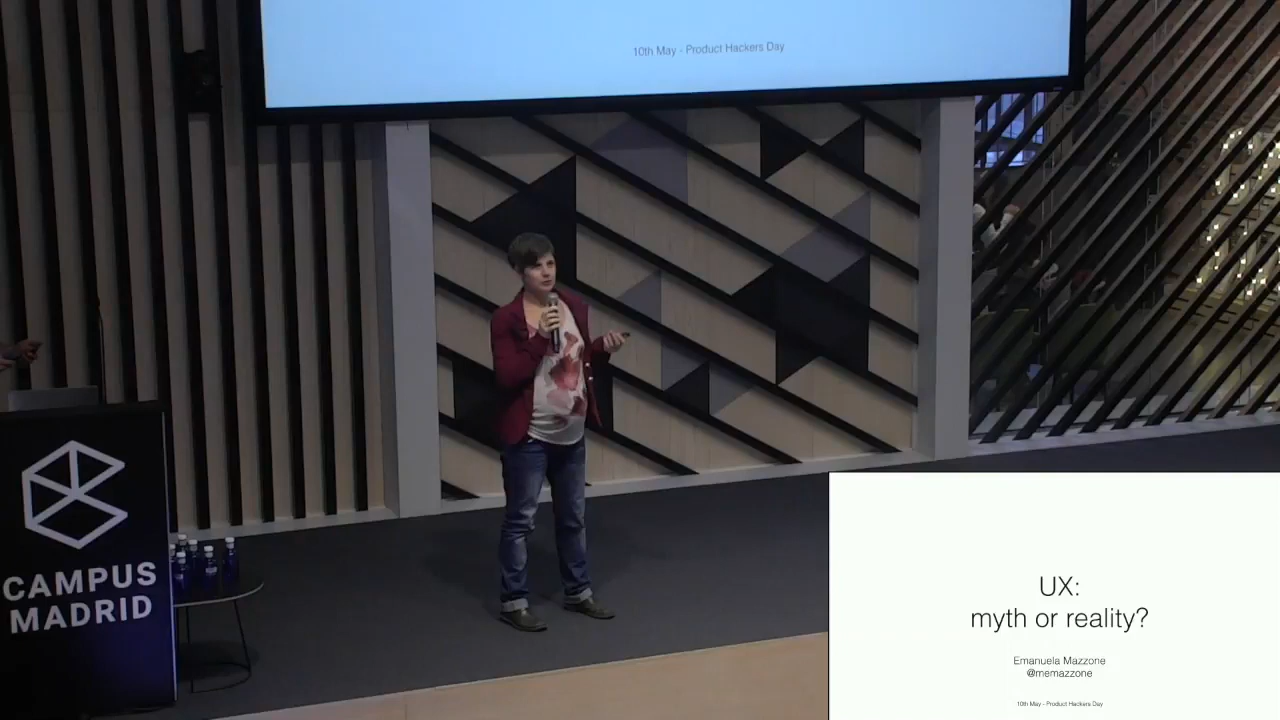 10th May - Product Hackers Day
CAMPUS
MADRID
UX:
myth or reality?
Emanuela Mazzone
@memazzone
10th May - Product Hackers Day